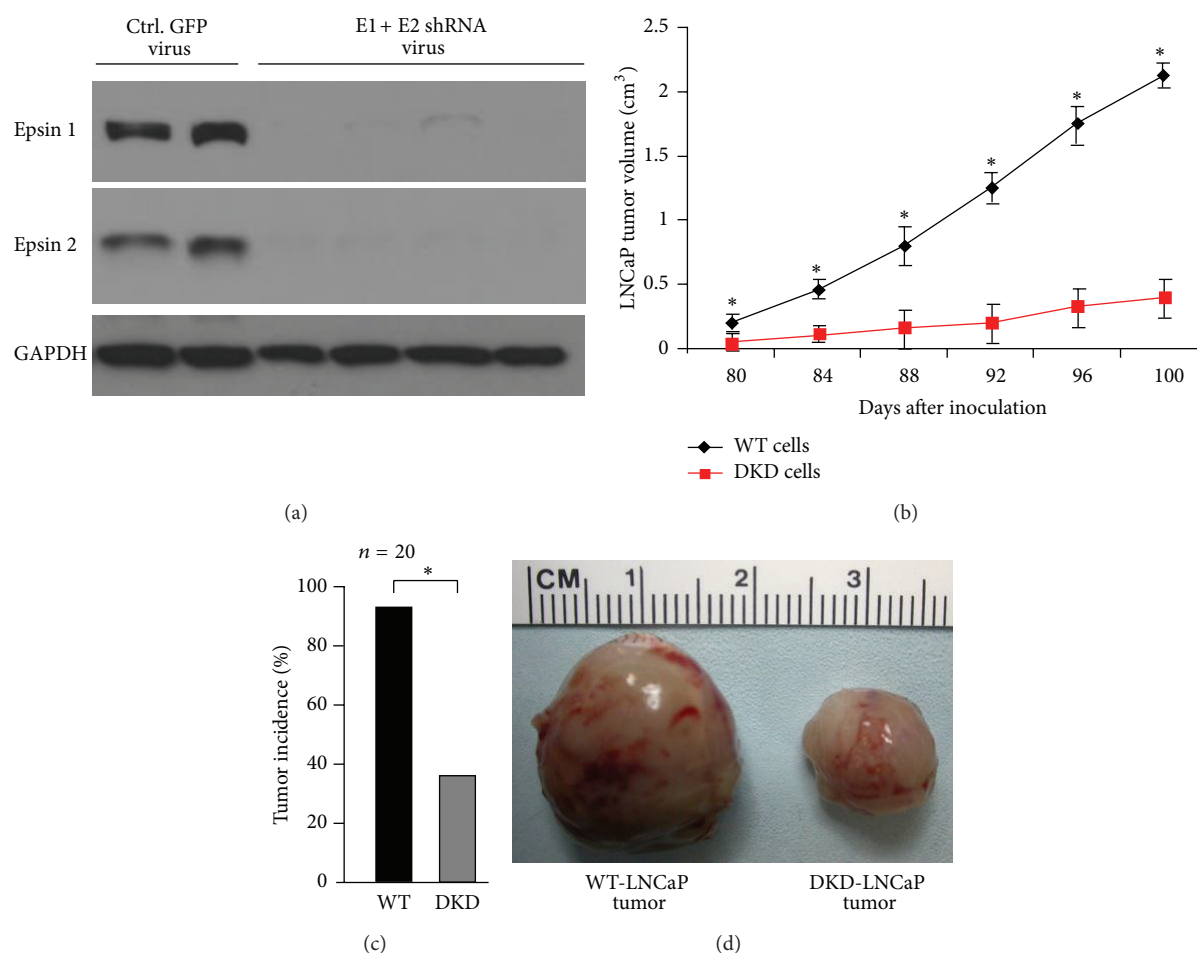 Ctrl. GFP
virus
E1 + E2 shRNA
virus
Epsin 1
Epsin 2
GAPDH
(a)
LNCaP tumor volume (cm³)
2.5
2
1.5
1
0.5
0
*
*
*
*
*
*
80 84 88 92 96 100
Days after inoculation
WT cells
DKD cells
(b)
n = 20
*
Tumor incidence (%)
100
80
60
40
20
0
WT DKD
(c)
CM 1 2 3
WT-LNCaP
tumor
DKD-LNCaP
tumor
(d)